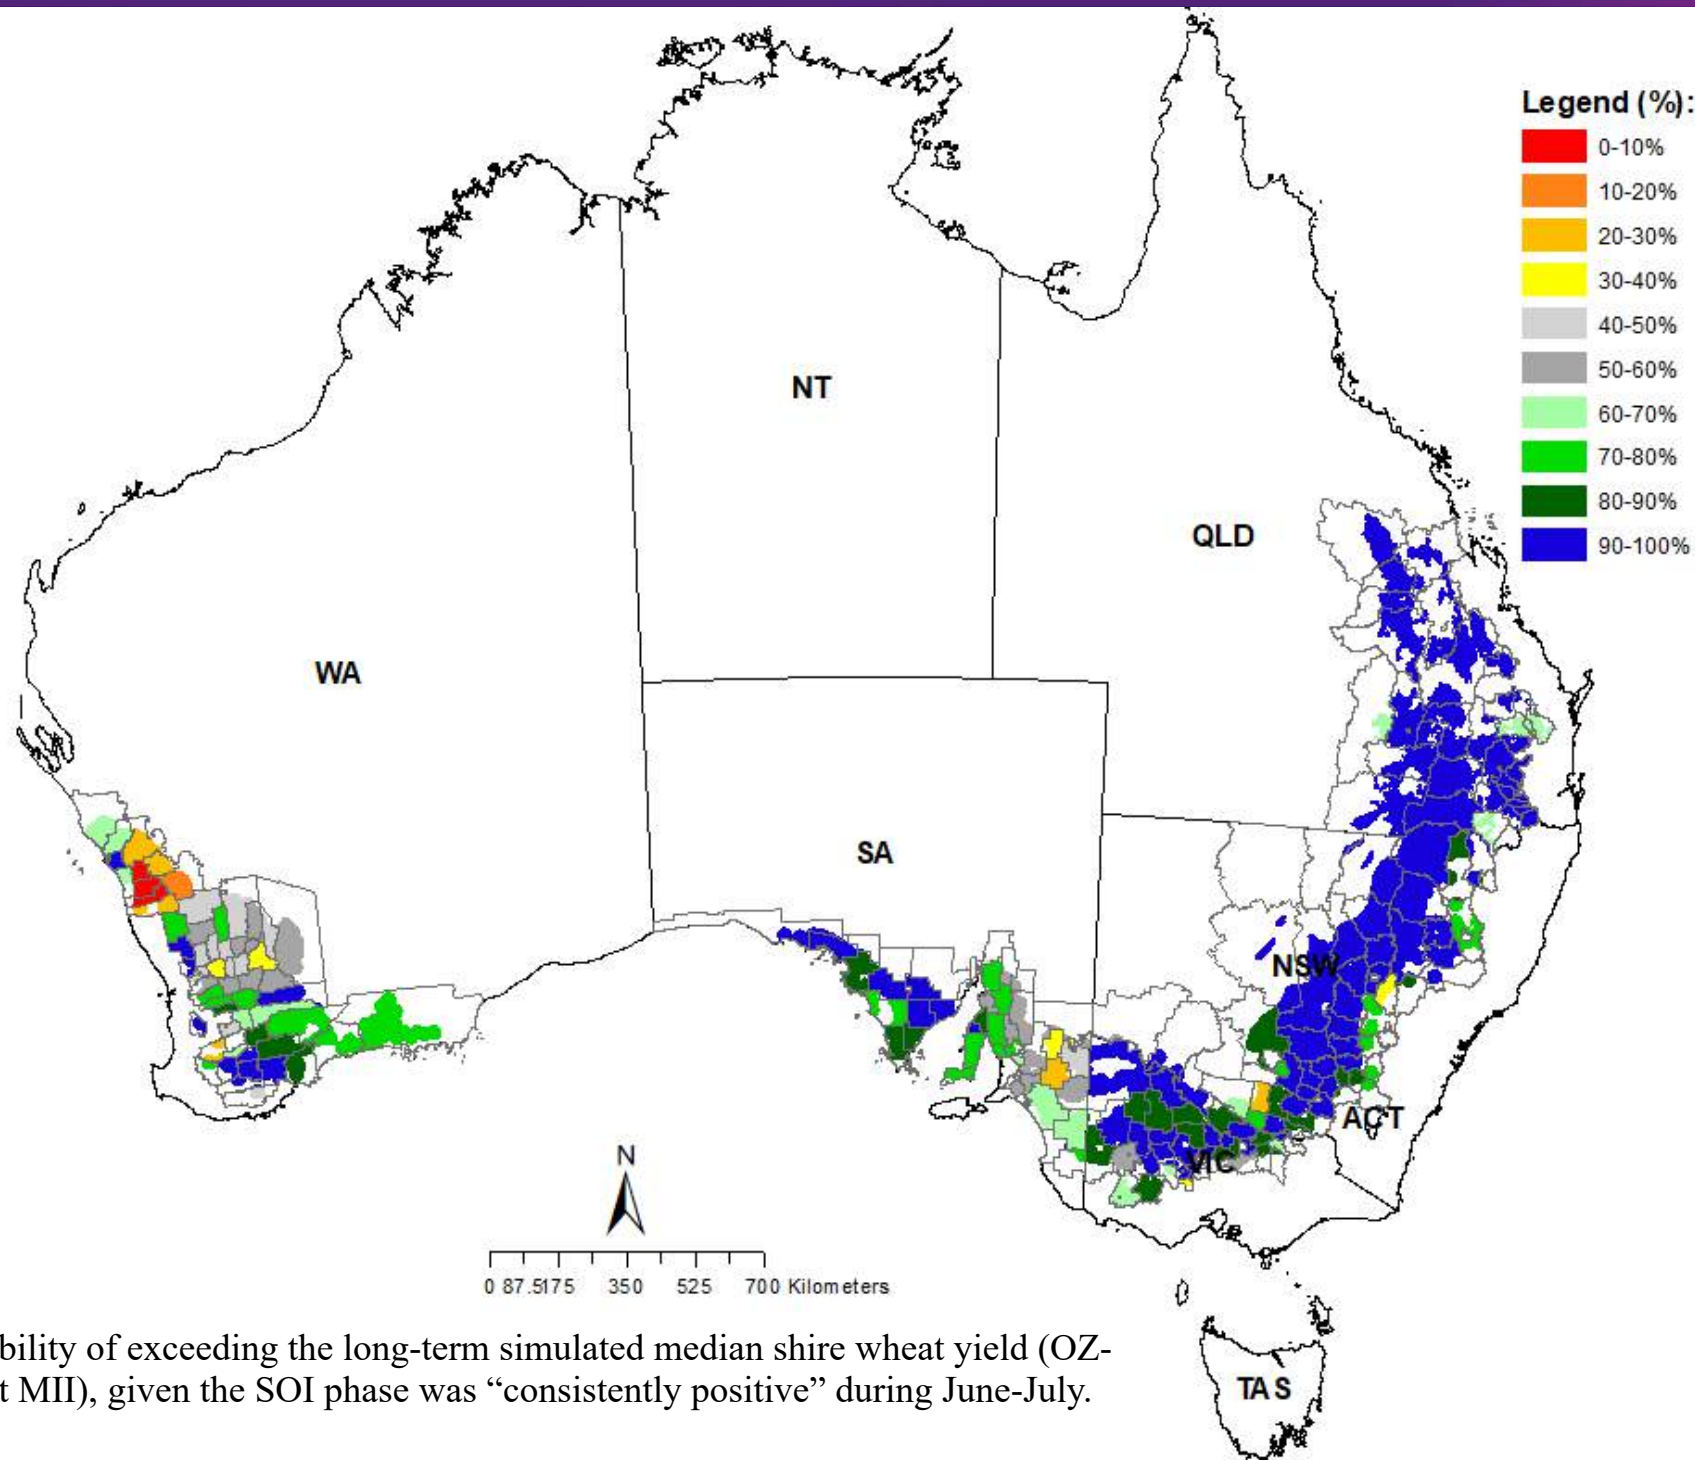 Legend (%):
0-10%
10-20%
20-30%
30-40%
40-50%
50-60%
60-70%
70-80%
80-90%
90-100%
NT
QLD
WA
SA
NSW
ACT
VIC
N
0 87.5175 350 525 700 Kilometers
bility of exceeding the long-term simulated median shire wheat yield (OZ-
t MII), given the SOI phase was “consistently positive” during June-July.
TAS